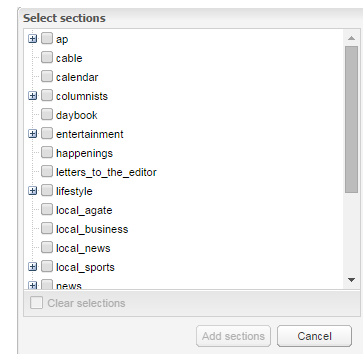 Select sections
ap
cable
calendar
columnists
daybook
entertainment
happenings
letters_to_the_editor
lifestyle
local_agate
local_business
local_news
local_sports
news
Clear selections
Add sections
Cancel